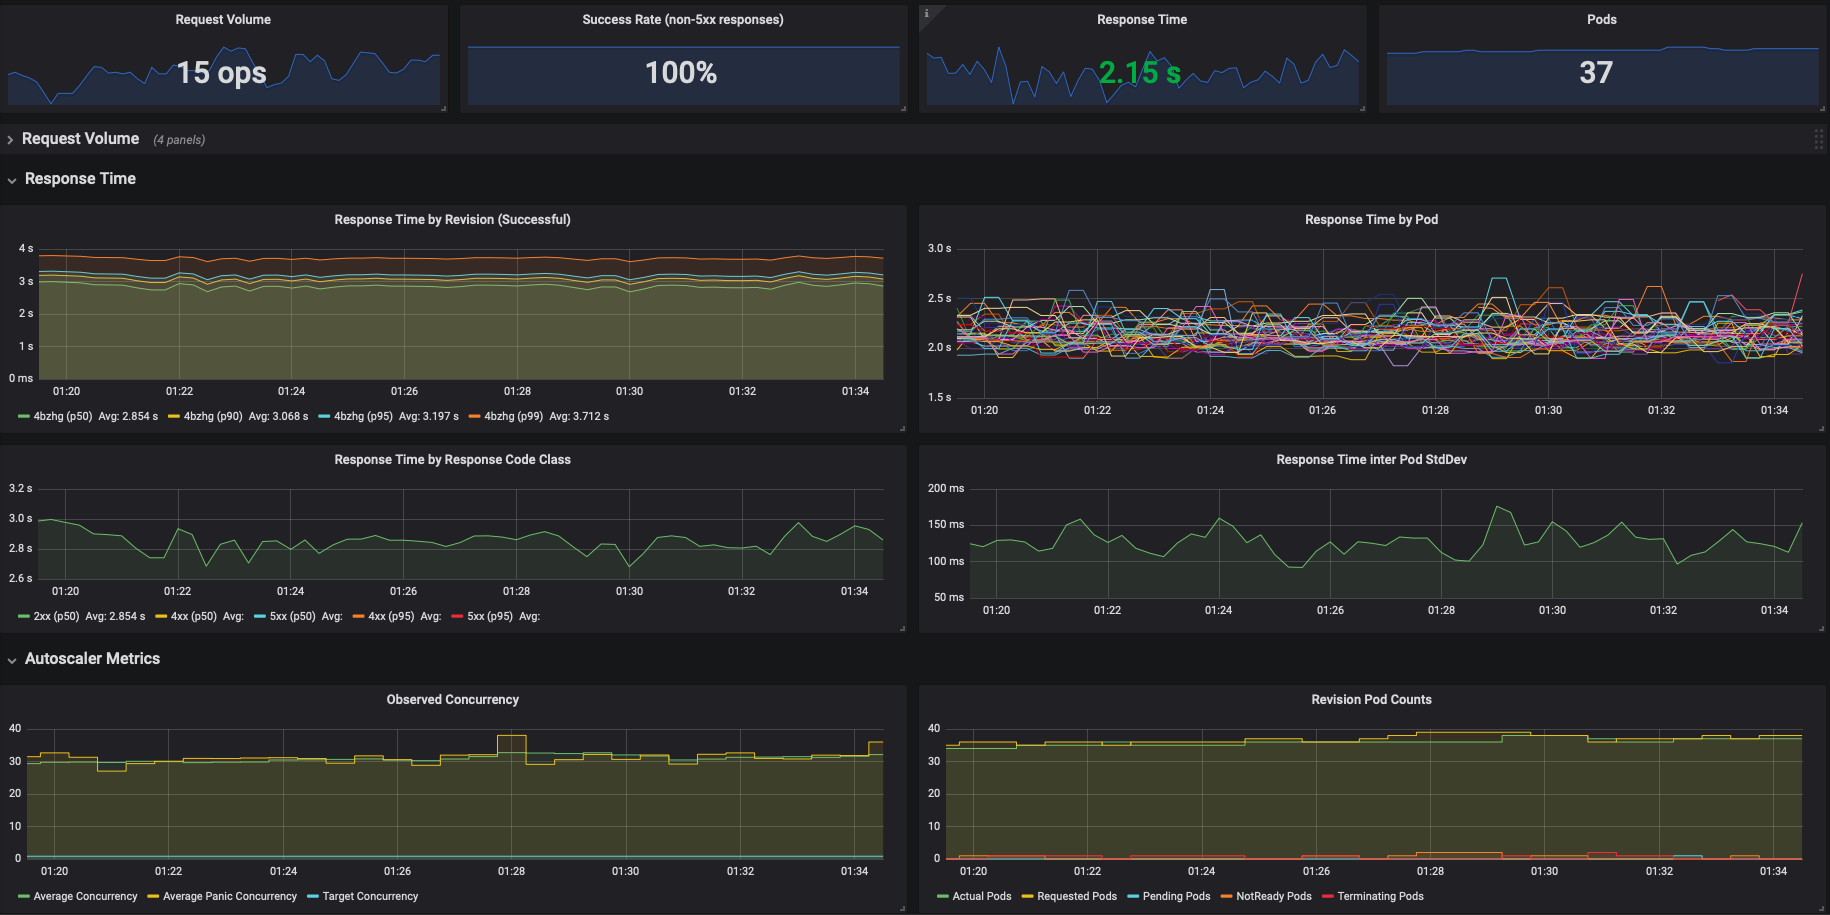 Request Volume
15 ops
Success Rate (non-5xx responses)
100%
i
Response Time
2.15 s
Pods
37
Request Volume (4 panels)
Response Time
Response Time by Revision (Successful)
4 s
3 s
2 s
1 s
0 ms
01:20 01:22 01:24 01:26 01:28 01:30 01:32 01:34
4bzhg (p50) Avg: 2.854 s 4bzhg (p90) Avg: 3.068 s 4bzhg (p95) Avg: 3.197 s 4bzhg (p99) Avg: 3.712 s
Response Time by Pod
3.0 s
2.5 s
2.0 s
1.5 s
01:20 01:22 01:24 01:26 01:28 01:30 01:32 01:34
Response Time by Response Code Class
3.2 s
3.0 s
2.8 s
2.6 s
01:20 01:22 01:24 01:26 01:28 01:30 01:32 01:34
2xx (p50) Avg: 2.854 s 4xx (p50) Avg: 5xx (p50) Avg: 4xx (p95) Avg: 5xx (p95) Avg:
Response Time inter Pod StdDev
200 ms
150 ms
100 ms
50 ms
01:20 01:22 01:24 01:26 01:28 01:30 01:32 01:34
Autoscaler Metrics
Observed Concurrency
40
30
20
10
0
01:20 01:22 01:24 01:26 01:28 01:30 01:32 01:34
Average Concurrency Average Panic Concurrency Target Concurrency
Revision Pod Counts
40
30
20
10
0
01:20 01:22 01:24 01:26 01:28 01:30 01:32 01:34
Actual Pods Requested Pods Pending Pods NotReady Pods Terminating Pods